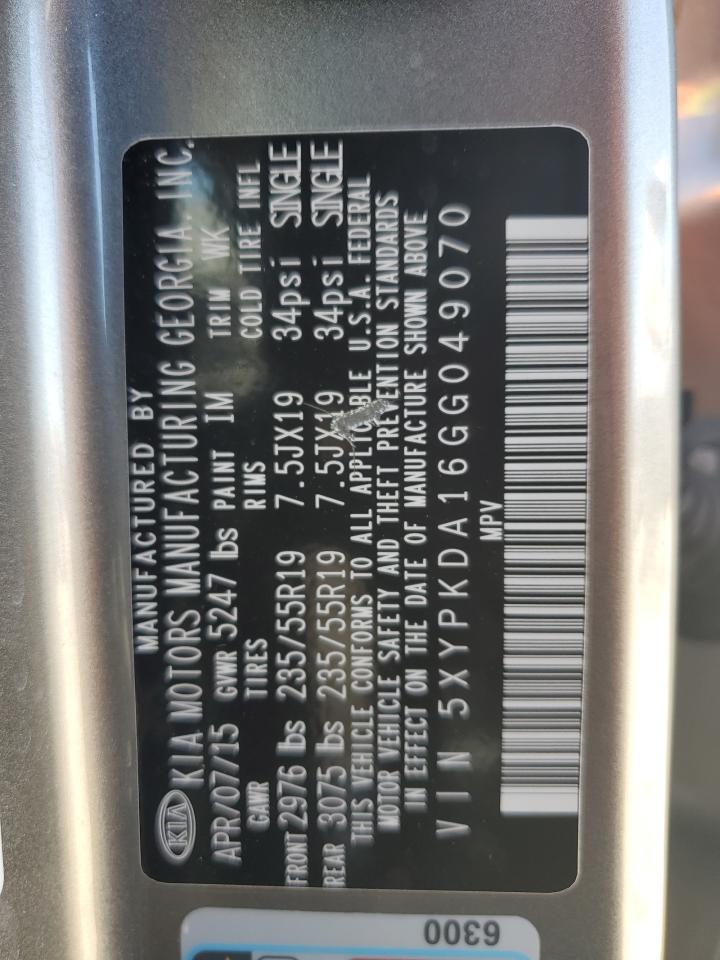 MANUFACTURED BY
KIA KIA MOTORS MANUFACTURING GEORGIA. INC.
APR/07/15 GVWR 5247 lbs PAINT IM TRIM WK
GAWR TIRES RIMS COLD TIRE INFL
FRONT 2976 lbs 235/55R19 7.5JX19 34psi SINGLE
REAR 3075 lbs 235/55R19 7.5JX19 34psi SINGLE
THIS VEHICLE CONFORMS TO ALL APPLICABLE U.S.A. FEDERAL
MOTOR VEHICLE SAFETY AND THEFT PREVENTION STANDARDS
IN EFFECT ON THE DATE OF MANUFACTURE SHOWN ABOVE
VIN 5XYPKDA16GG049070
MPV
6300